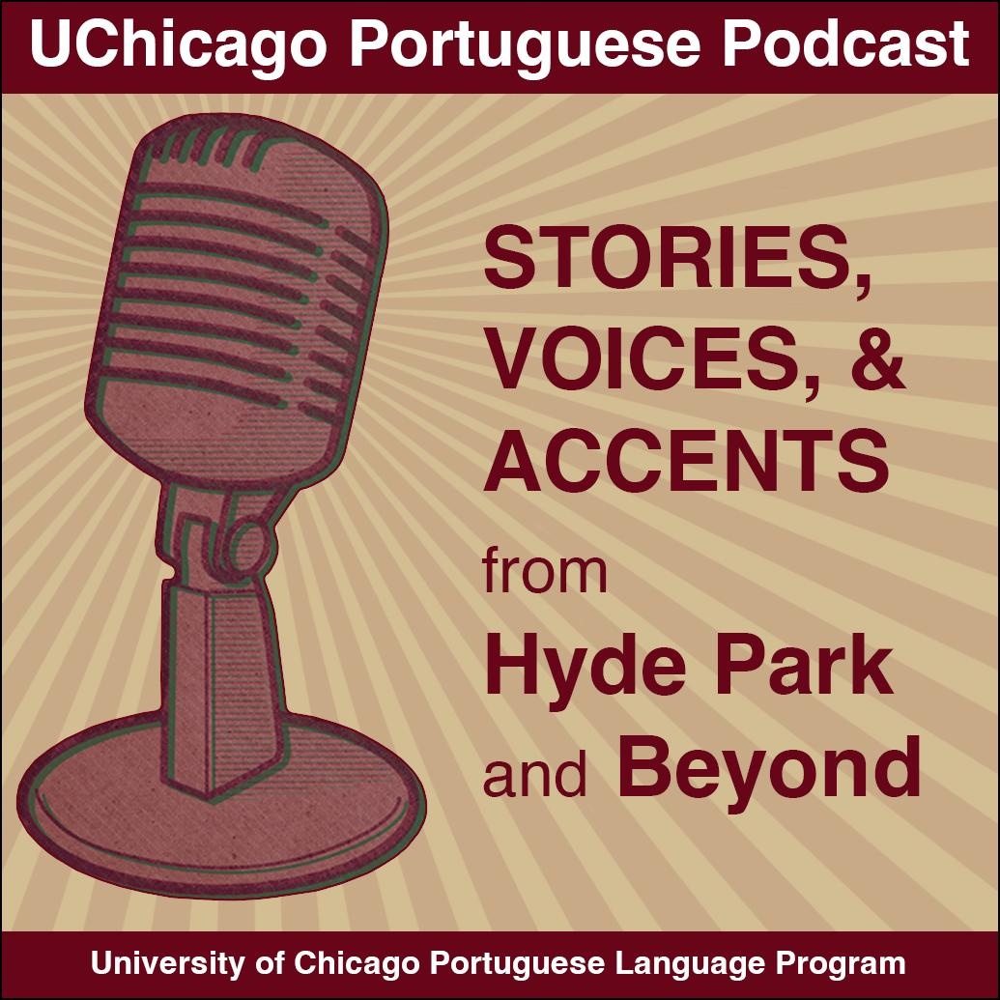 UChicago Portuguese Podcast
STORIES,
VOICES, &
ACCENTS
from
Hyde Park
and Beyond
University of Chicago Portuguese Language Program